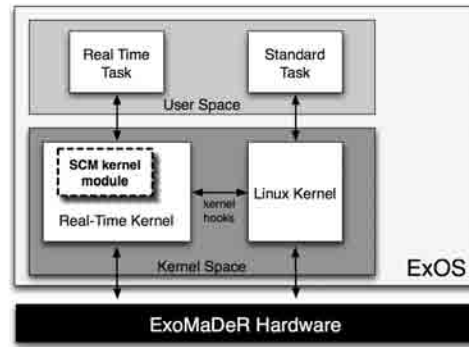 Real Time
Task
Standard
Task
User Space
SCM kernel
module
Real-Time Kernel
kernel
hooks
Linux Kernel
Kernel Space
ExOS
ExoMaDeR Hardware